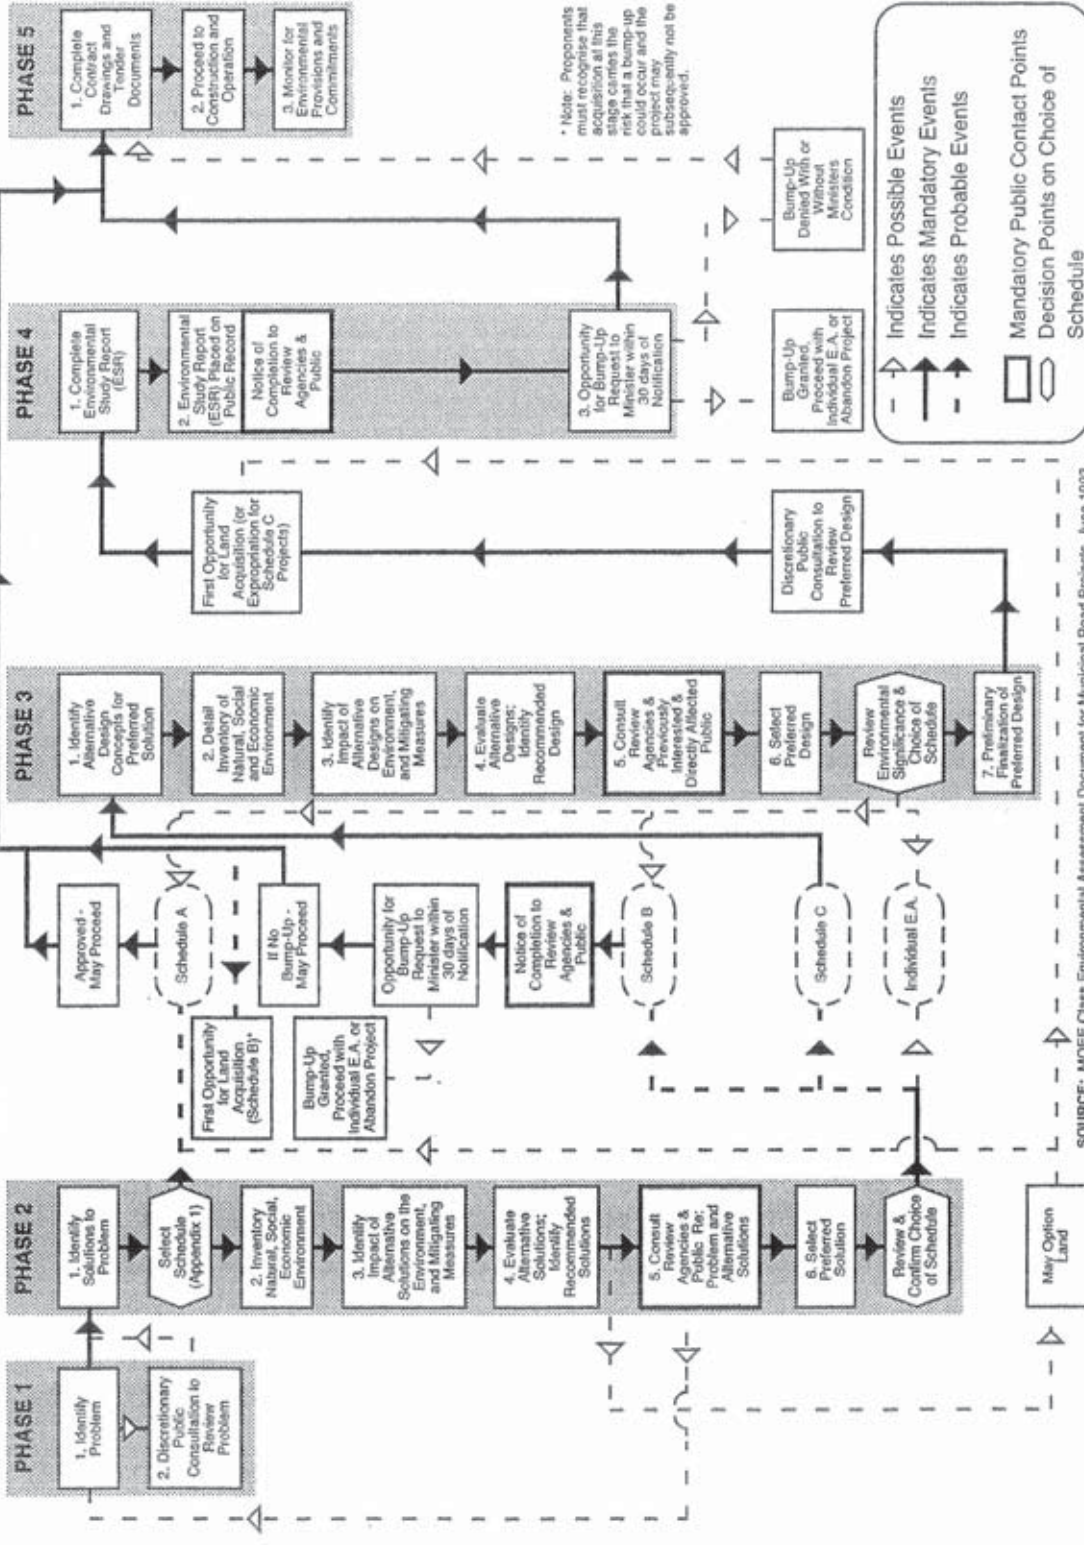 PHASE 1
1. Identify
Problem
2. Discretionary
Public
Consultation to
Review
Problem
PHASE 2
1. Identify
Solutions to
Problem
Select
Schedule
(Appendix 1)
2. Inventory
Natural, Social,
Economic
Environment
3. Identify
Impact of
Alternative
Solutions on the
Environment,
and Mitigating
Measures
4. Evaluate
Alternative
Solutions;
Identify
Recommended
Solutions
5. Consult
Review
Agencies &
Public Re:
Problem and
Alternative
Solutions
6. Select
Preferred
Solution
Review &
Confirm Choice
of Schedule
May Option
Land
Approved -
May Proceed
Schedule A
First Opportunity
for Land
Acquisition
(Schedule B)*
If No
Bump-Up -
May Proceed
Bump-Up
Granted,
Proceed with
Individual E.A. or
Abandon Project
Opportunity for
Bump-Up
Request to
Minister within
30 days of
Notification
Notice of
Completion to
Review
Agencies &
Public
Schedule B
Schedule C
Individual E.A.
PHASE 3
1. Identify
Alternative
Design
Concepts for
Preferred
Solution
2. Detail
Inventory of
Natural, Social
and Economic
Environment
3. Identify
Impact of
Alternative
Designs on
Environment,
and Mitigating
Measures
4. Evaluate
Alternative
Designs;
Identify
Recommended
Design
5. Consult
Review
Agencies &
Previously
Interested &
Directly Affected
Public
6. Select
Preferred
Design
Review
Environmental
Significance &
Choice of
Schedule
7. Preliminary
Finalization of
Preferred Design
First Opportunity
for Land
Acquisition (or
Expropriation for
Schedule C
Projects)
Discretionary
Public
Consultation to
Review
Preferred Design
PHASE 4
1. Complete
Environmental
Study Report
(ESR)
2. Environmental
Study Report
(ESR) Placed on
Public Record
Notice of
Completion to
Review
Agencies &
Public
3. Opportunity
for Bump-Up
Request to
Minister within
30 days of
Notification
Bump-Up
Granted,
Proceed with
Individual E.A. or
Abandon Project
Bump-Up
Denied With or
Without
Ministers
Condition
PHASE 5
1. Complete
Contract
Drawings and
Tender
Documents
2. Proceed to
Construction and
Operation
3. Monitor for
Environmental
Provisions and
Commitments
* Note: Proponents
must recognise that
acquisition at this
stage carries the
risk that a bump-up
could occur and the
project may
subsequently not be
approved.
Indicates Possible Events
Indicates Mandatory Events
Indicates Probable Events
Mandatory Public Contact Points
Decision Points on Choice of
Schedule
SOURCE: MOEE Class Environmental Assessment Document Municipal Road Projects, June 1993